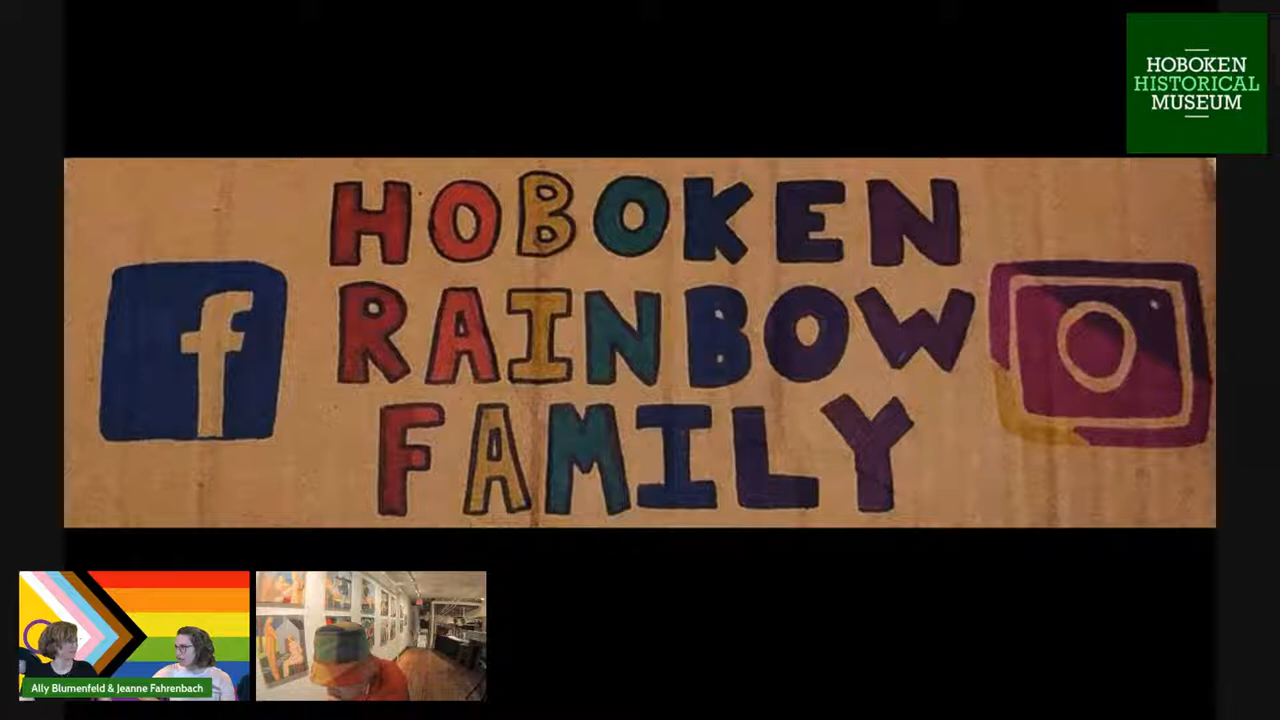 HOBOKEN
HISTORICAL
MUSEUM
HOBOKEN
RAINBOW
FAMILY
f
Ally Blumenfeld & Jeanne Fahrenbach